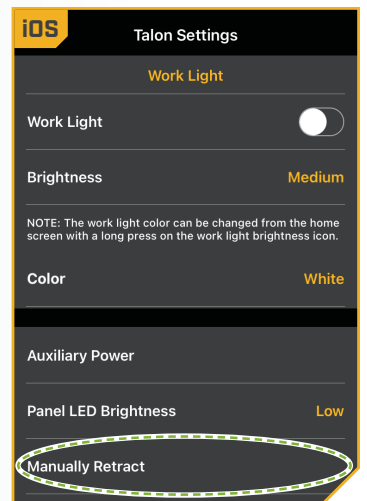 iOS
Talon Settings
Work Light
Work Light
Brightness Medium
NOTE: The work light color can be changed from the home
screen with a long press on the work light brightness icon.
Color White
Auxiliary Power
Panel LED Brightness Low
Manually Retract